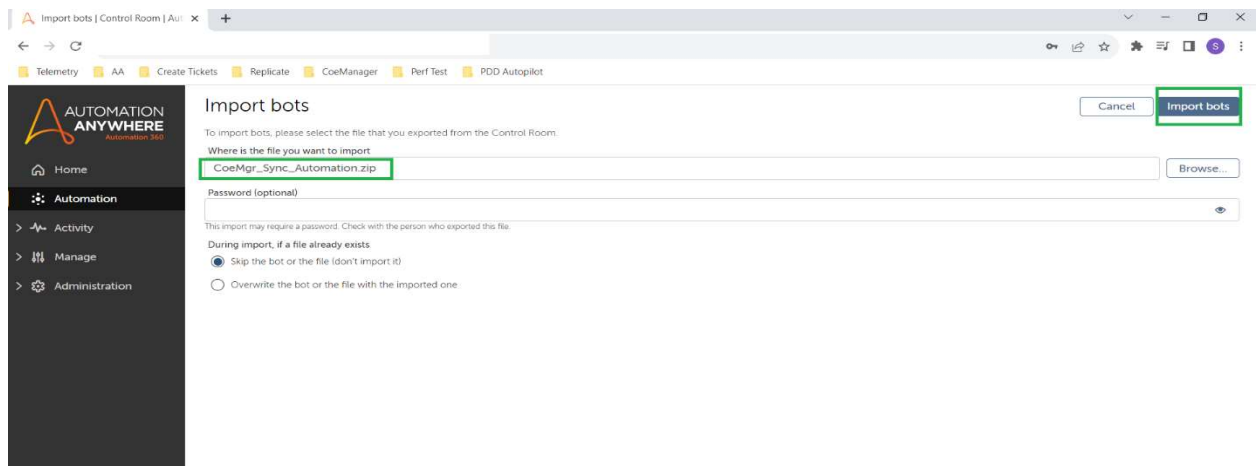 Import bots | Control Room | Aut
Telemetry AA Create Tickets Replicate CoeManager Perf Test PDD Autopilot
AUTOMATION
ANYWHERE
Automation 360
Home
Automation
Activity
Manage
Administration
Import bots
Cancel
Import bots
To import bots, please select the file that you exported from the Control Room.
Where is the file you want to import
CoeMgr_Sync_Automation.zip
Browse...
Password (optional)
This import may require a password. Check with the person who exported this file.
During import, if a file already exists
Skip the bot or the file (don't import it)
Overwrite the bot or the file with the imported one
S